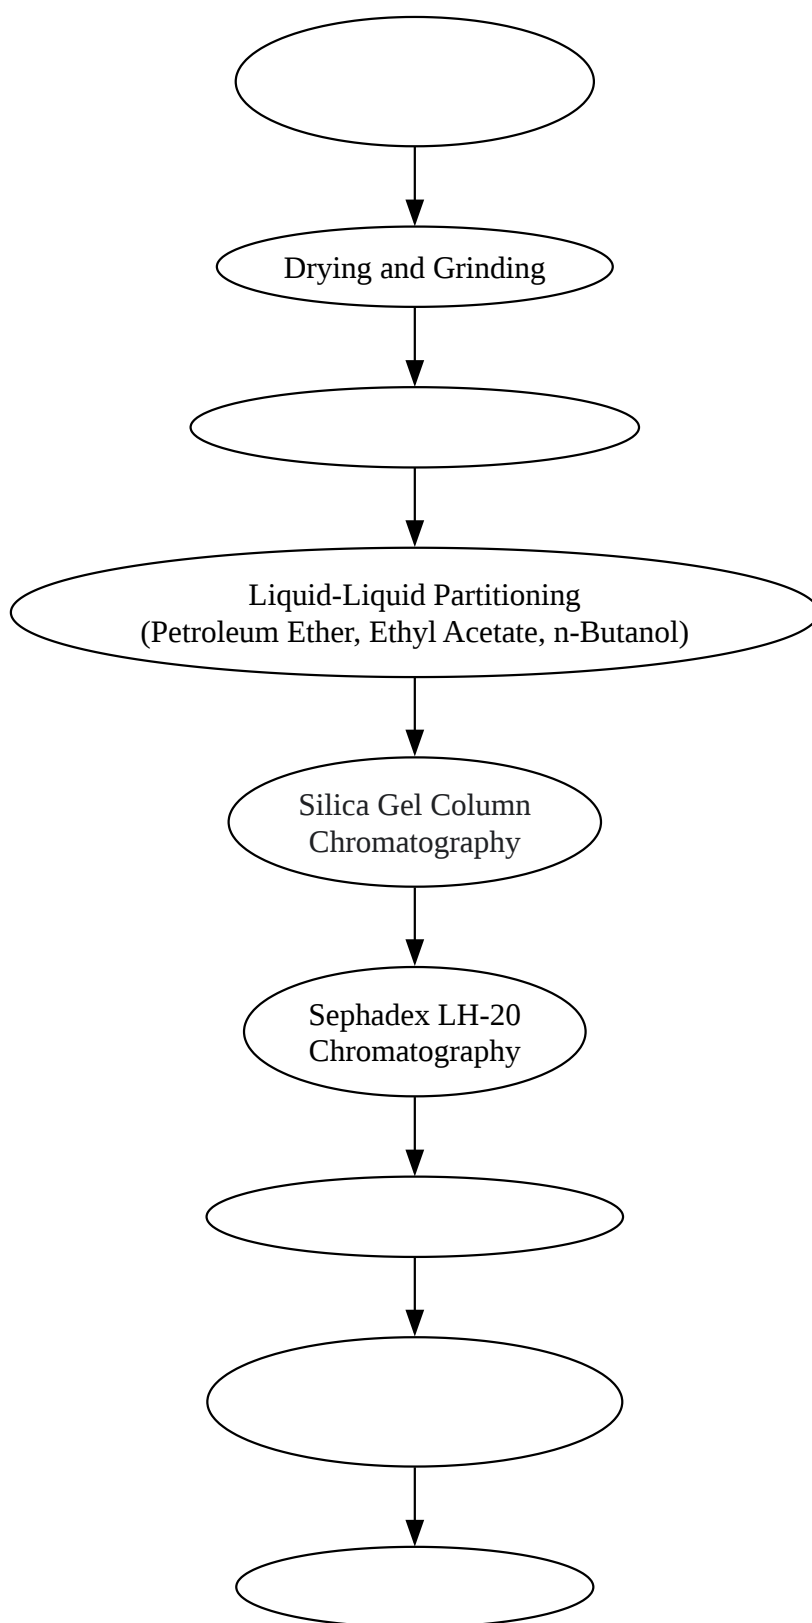 Drying and Grinding
Liquid-Liquid Partitioning
(Petroleum Ether, Ethyl Acetate, n-Butanol)
Silica Gel Column
Chromatography
Sephadex LH-20
Chromatography